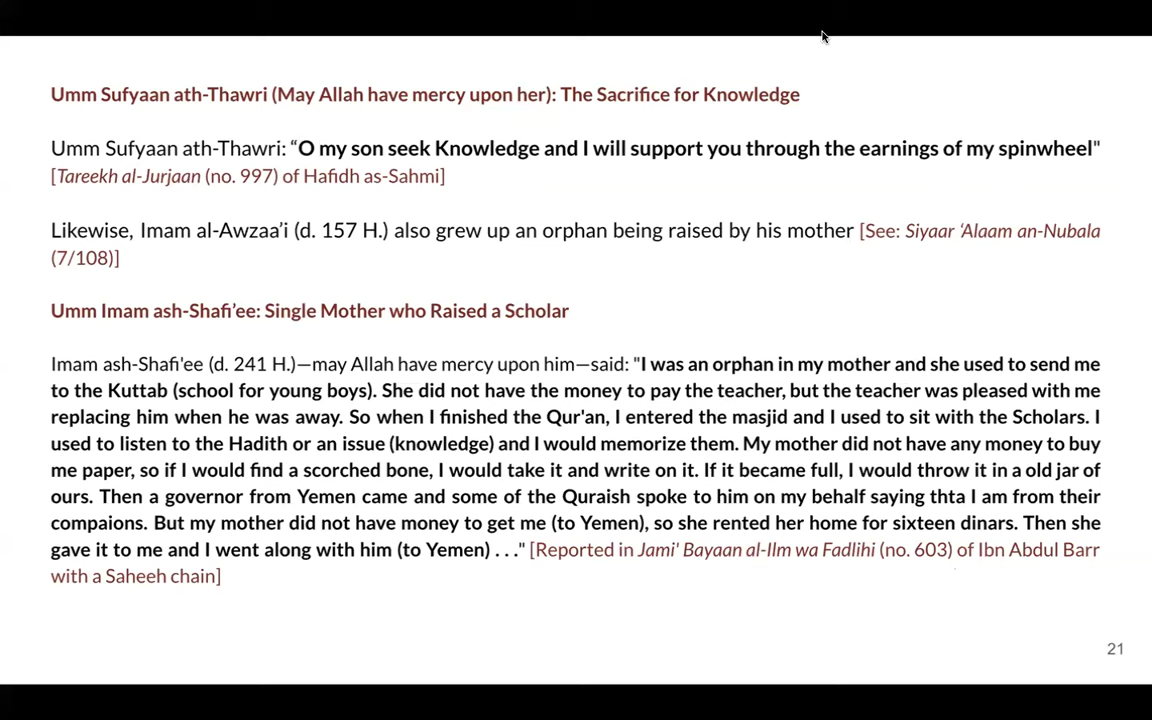 Umm Sufyaan ath-Thawri (May Allah have mercy upon her): The Sacrifice for Knowledge
Umm Sufyaan ath-Thawri: “O my son seek Knowledge and I will support you through the earnings of my spinwheel"
[Tareekh al-Jurjaan (no. 997) of Hafidh as-Sahmi]
Likewise, Imam al-Awzaa’i (d. 157 H.) also grew up an orphan being raised by his mother [See: Siyaar ‘Alaam an-Nubala
(7/108)]
Umm Imam ash-Shafi’ee: Single Mother who Raised a Scholar
Imam ash-Shafi'ee (d. 241 H.)—may Allah have mercy upon him—said: "I was an orphan in my mother and she used to send me
to the Kuttab (school for young boys). She did not have the money to pay the teacher, but the teacher was pleased with me
replacing him when he was away. So when I finished the Qur'an, I entered the masjid and I used to sit with the Scholars. I
used to listen to the Hadith or an issue (knowledge) and I would memorize them. My mother did not have any money to buy
me paper, so if I would find a scorched bone, I would take it and write on it. If it became full, I would throw it in a old jar of
ours. Then a governor from Yemen came and some of the Quraish spoke to him on my behalf saying thta I am from their
compaions. But my mother did not have money to get me (to Yemen), so she rented her home for sixteen dinars. Then she
gave it to me and I went along with him (to Yemen) . . ." [Reported in Jami' Bayaan al-Ilm wa Fadlihi (no. 603) of Ibn Abdul Barr
with a Saheeh chain]
21